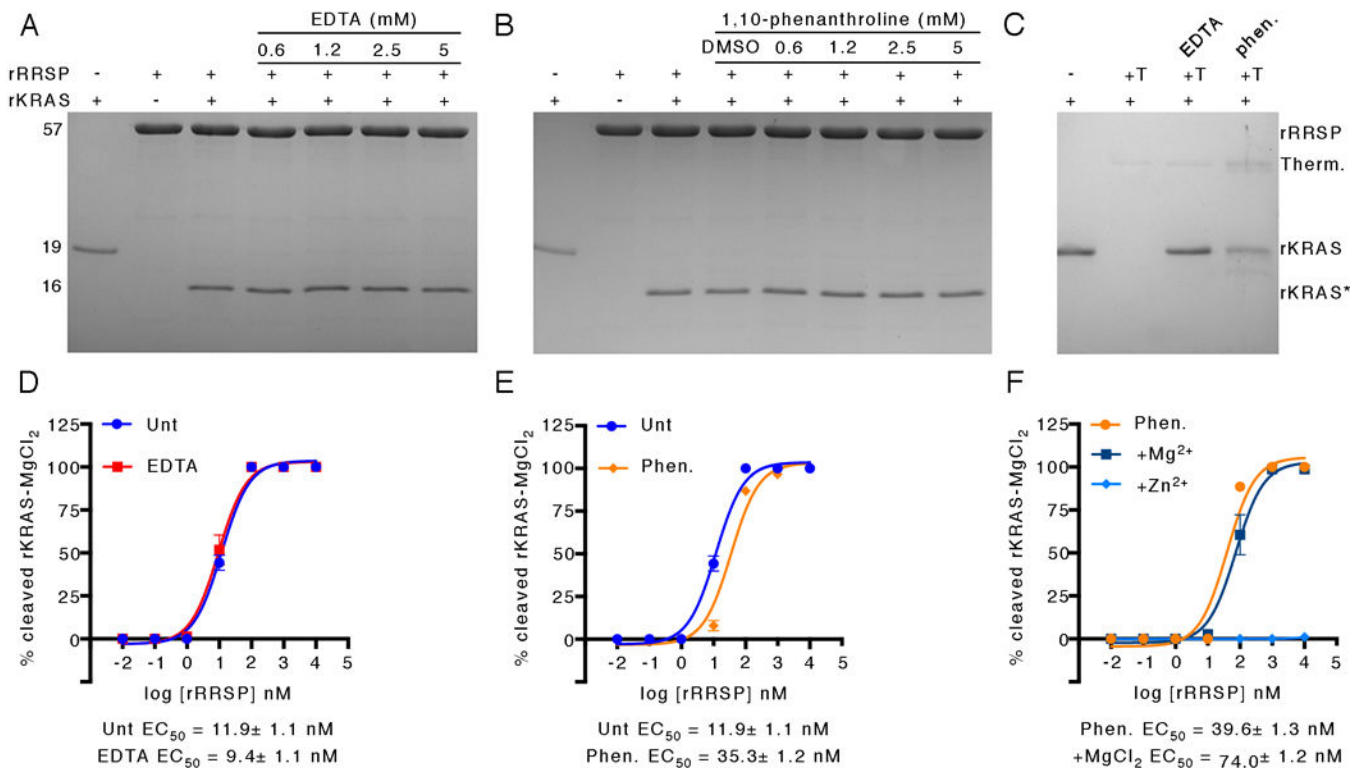 A
EDTA (mM)
0.6 1.2 2.5 5
rRRSP - + + + + + +
rKRAS + - + + + + +
57
19
16
B
1,10-phenanthroline (mM)
DMSO 0.6 1.2 2.5 5
- + + + + + + +
+ - + + + + + +
C
EDTA phen.
- +T +T +T
+ + + +
rRRSP
Therm.
rKRAS
rKRAS*
D
% cleaved rKRAS-MgCl2
125
100
75
50
25
0
Unt
EDTA
-2 -1 0 1 2 3 4 5
log [rRRSP] nM
Unt EC50 = 11.9± 1.1 nM
EDTA EC50 = 9.4± 1.1 nM
E
% cleaved rKRAS-MgCl2
125
100
75
50
25
0
Unt
Phen.
-2 -1 0 1 2 3 4 5
log [rRRSP] nM
Unt EC50 = 11.9± 1.1 nM
Phen. EC50 = 35.3± 1.2 nM
F
% cleaved rKRAS-MgCl2
125
100
75
50
25
0
Phen.
+Mg2+
+Zn2+
-2 -1 0 1 2 3 4 5
log [rRRSP] nM
Phen. EC50 = 39.6± 1.3 nM
+MgCl2 EC50 = 74.0± 1.2 nM